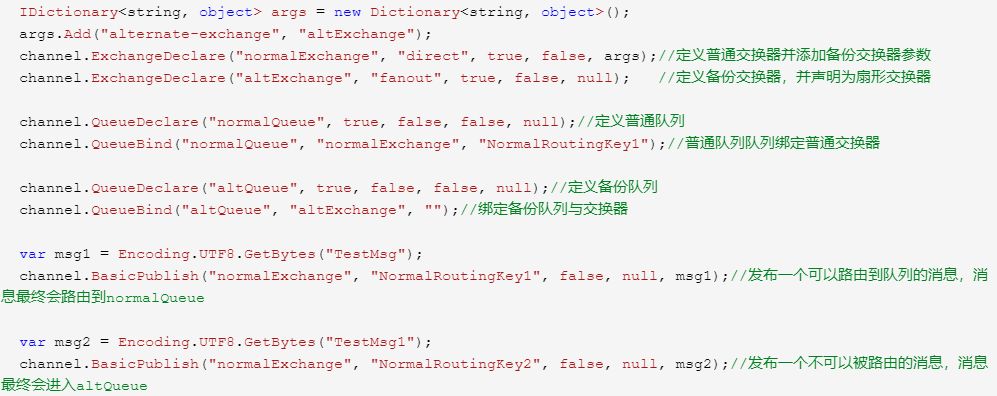 IDictionary<string, object> args = new Dictionary<string, object>();
args.Add("alternate-exchange", "altExchange");
channel.ExchangeDeclare("normalExchange", "direct", true, false, args);//定义普通交换器并添加备份交换器参数
channel.ExchangeDeclare("altExchange", "fanout", true, false, null);   //定义备份交换器，并声明为扇形交换器
channel.QueueDeclare("normalQueue", true, false, false, null);//定义普通队列
channel.QueueBind("normalQueue", "normalExchange", "NormalRoutingKey1");//普通队列队列绑定普通交换器
channel.QueueDeclare("altQueue", true, false, false, null);//定义备份队列
channel.QueueBind("altQueue", "altExchange", "");//绑定备份队列与交换器
var msg1 = Encoding.UTF8.GetBytes("TestMsg");
channel.BasicPublish("normalExchange", "NormalRoutingKey1", false, null, msg1);//发布一个可以路由到队列的消息，消
息最终会路由到normalQueue
var msg2 = Encoding.UTF8.GetBytes("TestMsg1");
channel.BasicPublish("normalExchange", "NormalRoutingKey2", false, null, msg2);//发布一个不可以被路由的消息，消息
最终会进入altQueue